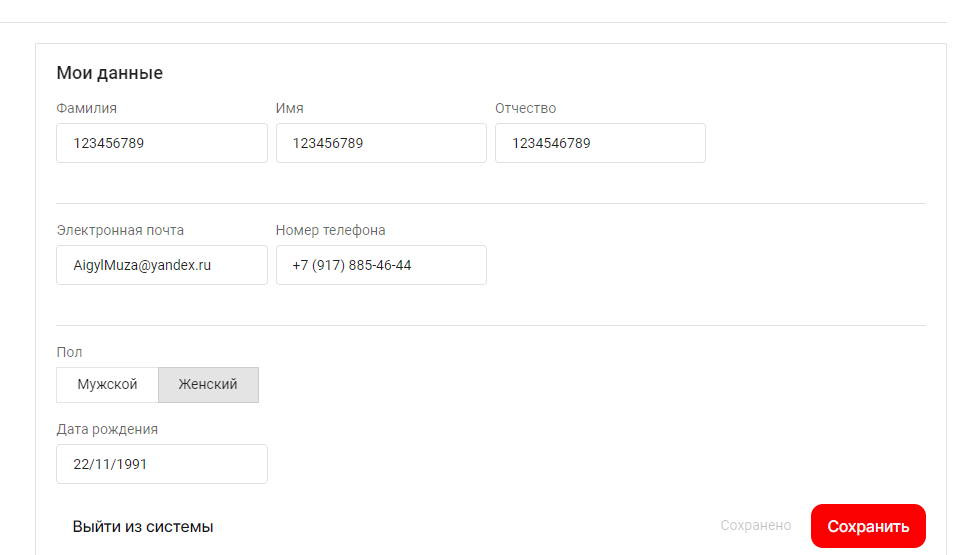 Мои данные
Фамилия Имя Отчество
123456789 123456789 1234546789
Электронная почта Номер телефона
AigylMuza@yandex.ru +7 (917) 885-46-44
Пол
Мужской Женский
Дата рождения
22/11/1991
Выйти из системы Сохранено Сохранить